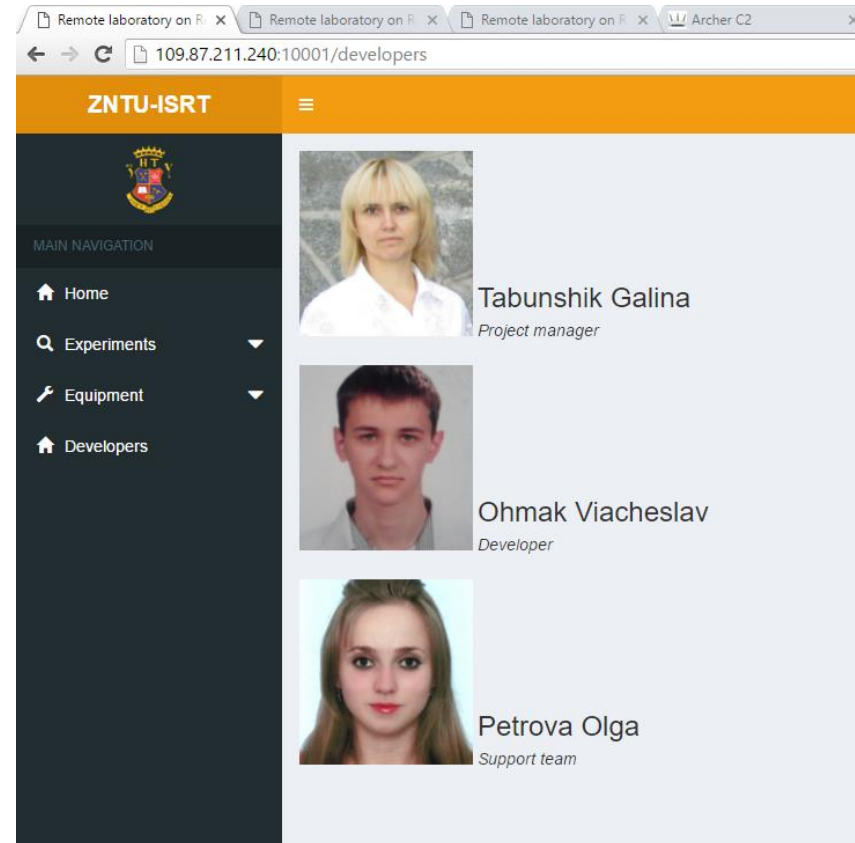 Remote laboratory on R
Remote laboratory on R
Remote laboratory on R
Archer C2
109.87.211.240:10001/developers
ZNTU-ISRT
MAIN NAVIGATION
Home
Experiments
Equipment
Developers
Tabunshik Galina
Project manager
Ohmak Viacheslav
Developer
Petrova Olga
Support team